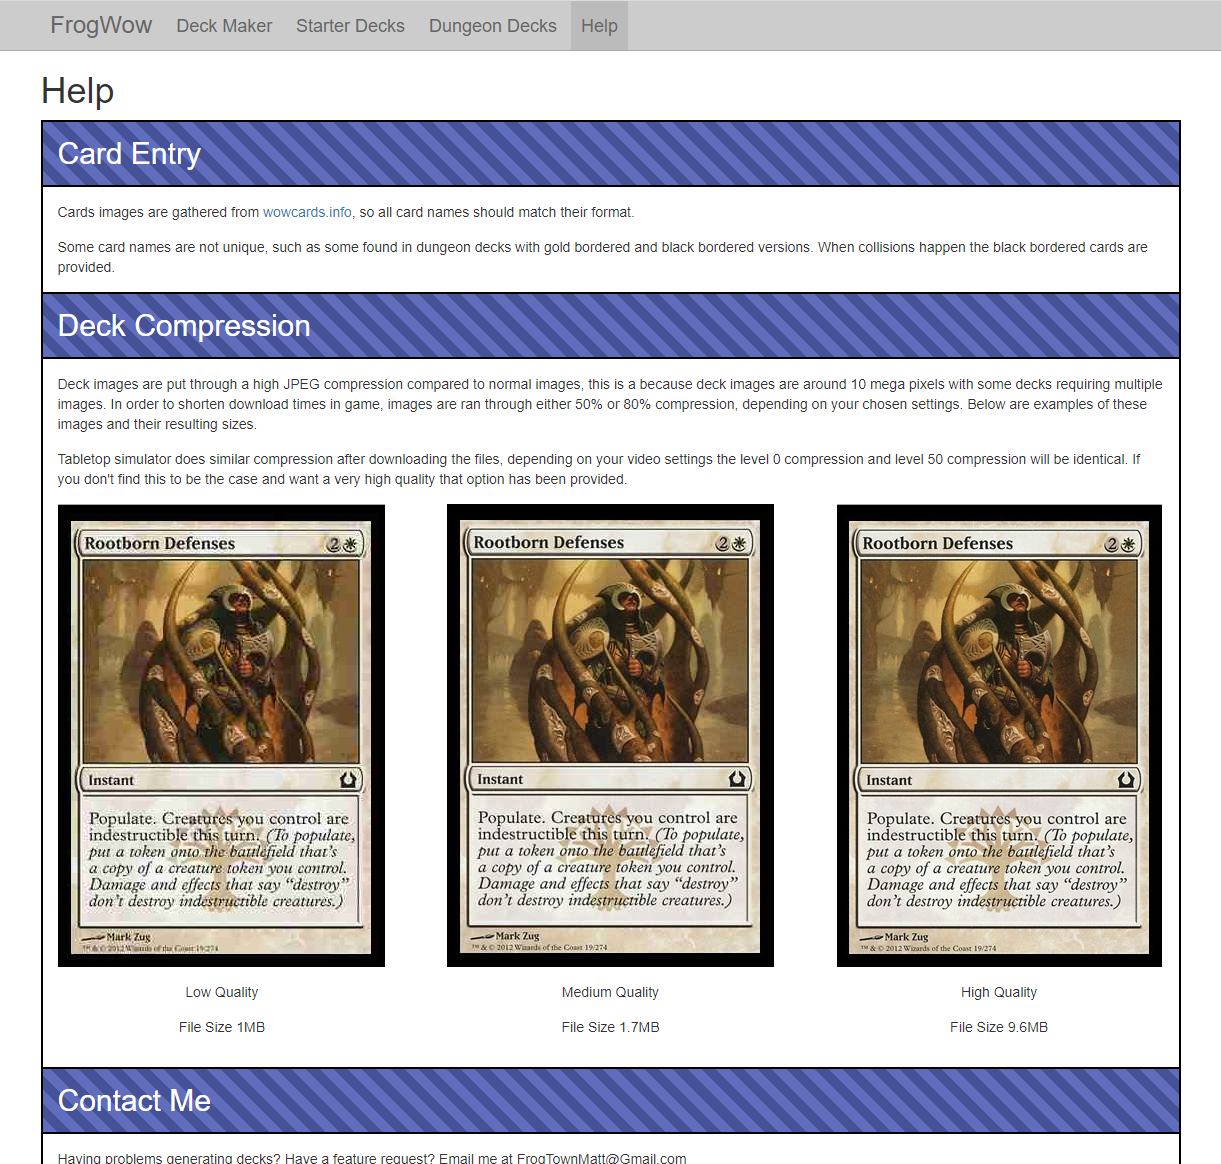 FrogWow Deck Maker Starter Decks Dungeon Decks Help
Help
Card Entry
Cards images are gathered from wowcards.info, so all card names should match their format.
Some card names are not unique, such as some found in dungeon decks with gold bordered and black bordered versions. When collisions happen the black bordered cards are
provided.
Deck Compression
Deck images are put through a high JPEG compression compared to normal images, this is a because deck images are around 10 mega pixels with some decks requiring multiple
images. In order to shorten download times in game, images are ran through either 50% or 80% compression, depending on your chosen settings. Below are examples of these
images and their resulting sizes.
Tabletop simulator does similar compression after downloading the files, depending on your video settings the level 0 compression and level 50 compression will be identical. If
you don't find this to be the case and want a very high quality that option has been provided.
Rootborn Defenses 2
Instant
Populate. Creatures you control are
indestructible this turn. (To populate,
put a token onto the battlefield that's
a copy of a creature token you control.
Damage and effects that say “destroy”
don't destroy indestructible creatures.)
Mark Zug
™ & © 2012 Wizards of the Coast 19/274
Low Quality
File Size 1MB
Rootborn Defenses 2
Instant
Populate. Creatures you control are
indestructible this turn. (To populate,
put a token onto the battlefield that's
a copy of a creature token you control.
Damage and effects that say “destroy”
don't destroy indestructible creatures.)
Mark Zug
™ & © 2012 Wizards of the Coast 19/274
Medium Quality
File Size 1.7MB
Rootborn Defenses 2
Instant
Populate. Creatures you control are
indestructible this turn. (To populate,
put a token onto the battlefield that's
a copy of a creature token you control.
Damage and effects that say “destroy”
don't destroy indestructible creatures.)
Mark Zug
™ & © 2012 Wizards of the Coast 19/274
High Quality
File Size 9.6MB
Contact Me
Having problems generating decks? Have a feature request? Email me at FrogTownMatt@Gmail.com